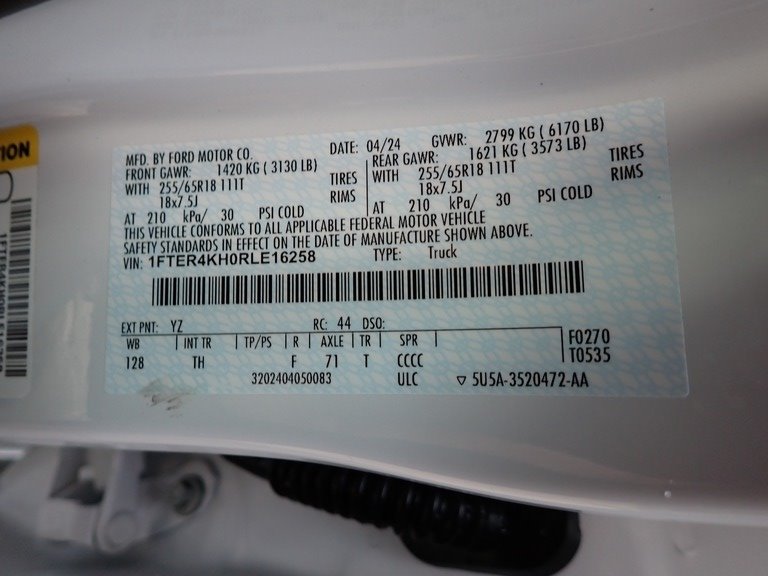 TION
MFD. BY FORD MOTOR CO. DATE: 04/24 GVWR: 2799 KG ( 6170 LB)
FRONT GAWR: 1420 KG ( 3130 LB) REAR GAWR: 1621 KG ( 3573 LB)
WITH 255/65R18 111T TIRES WITH 255/65R18 111T TIRES
18x7.5J RIMS 18x7.5J RIMS
AT 210 kPa/ 30 PSI COLD AT 210 kPa/ 30 PSI COLD
THIS VEHICLE CONFORMS TO ALL APPLICABLE FEDERAL MOTOR VEHICLE
SAFETY STANDARDS IN EFFECT ON THE DATE OF MANUFACTURE SHOWN ABOVE.
VIN: 1FTER4KH0RLE16258 TYPE: Truck
EXT PNT: YZ RC: 44 DSO:
WB INT TR TP/PS R AXLE TR SPR F0270
128 TH F 71 T CCCC T0535
3202404050083 ULC ▽ 5U5A-3520472-AA
1FTER4KH0RLE16258